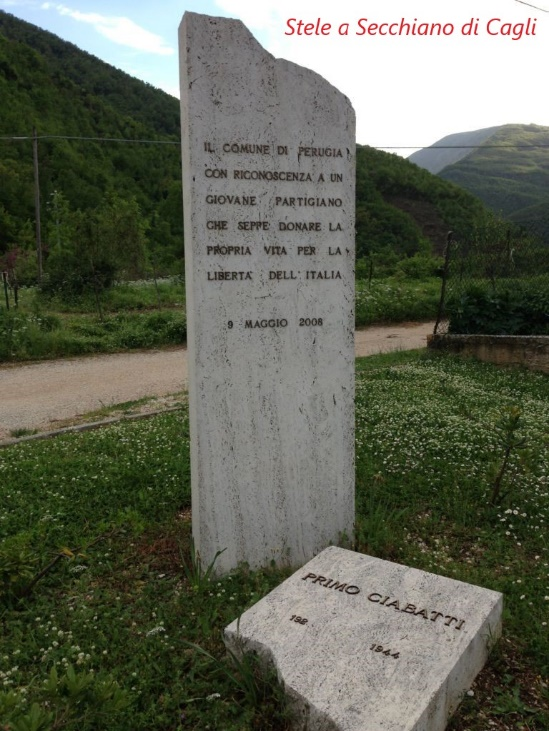 Stele a Secchiano di Cagli
IL COMUNE DI PERUGIA
CON RICONOSCENZA A UN
GIOVANE PARTIGIANO
CHE SEPPE DONARE LA
PROPRIA VITA PER LA
LIBERTÀ DELL'ITALIA
9 MAGGIO 2008
PRIMO CIABATTI
192 1944